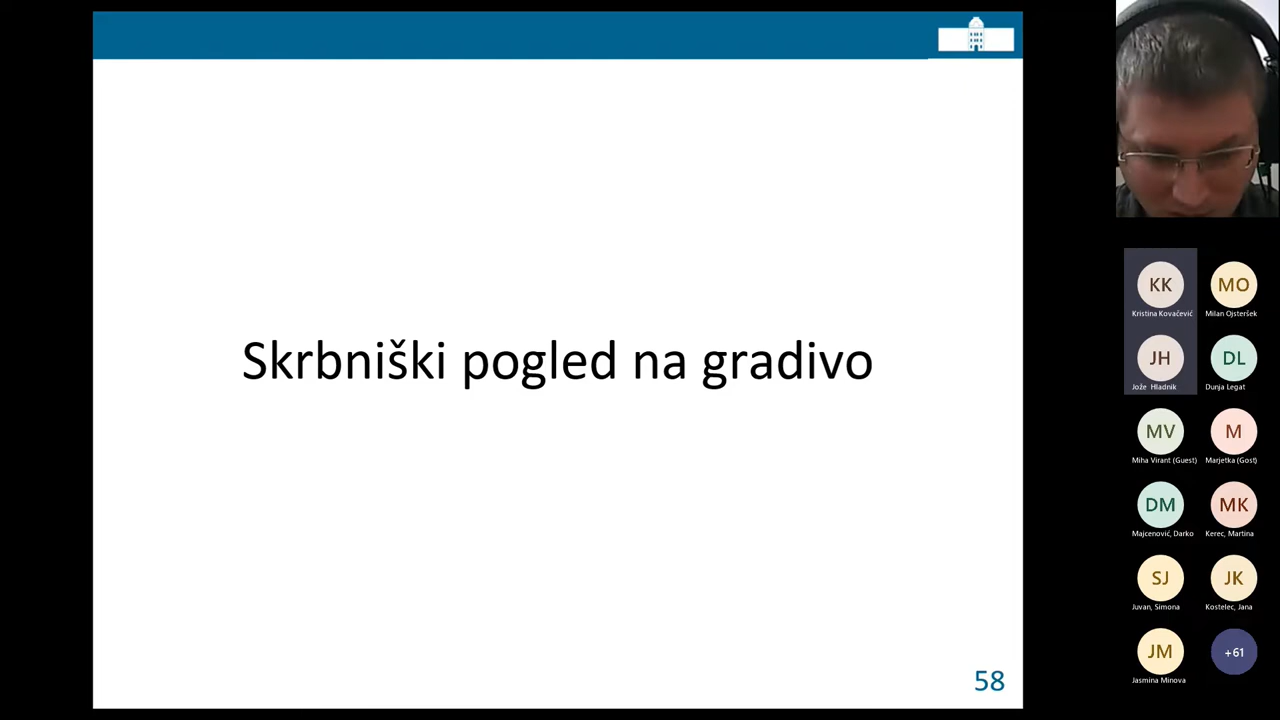 Skrbniški pogled na gradivo
58
KK
Kristina Kovačević
MO
Milan Ojsteršek
JH
Jože Hladnik
DL
Dunja Legat
MV
Miha Virant (Guest)
M
Marjetka (Gost)
DM
Majcenović, Darko
MK
Kerec, Martina
SJ
Juvan, Simona
JK
Kostelec, Jana
JM
Jasmina Minova
+61